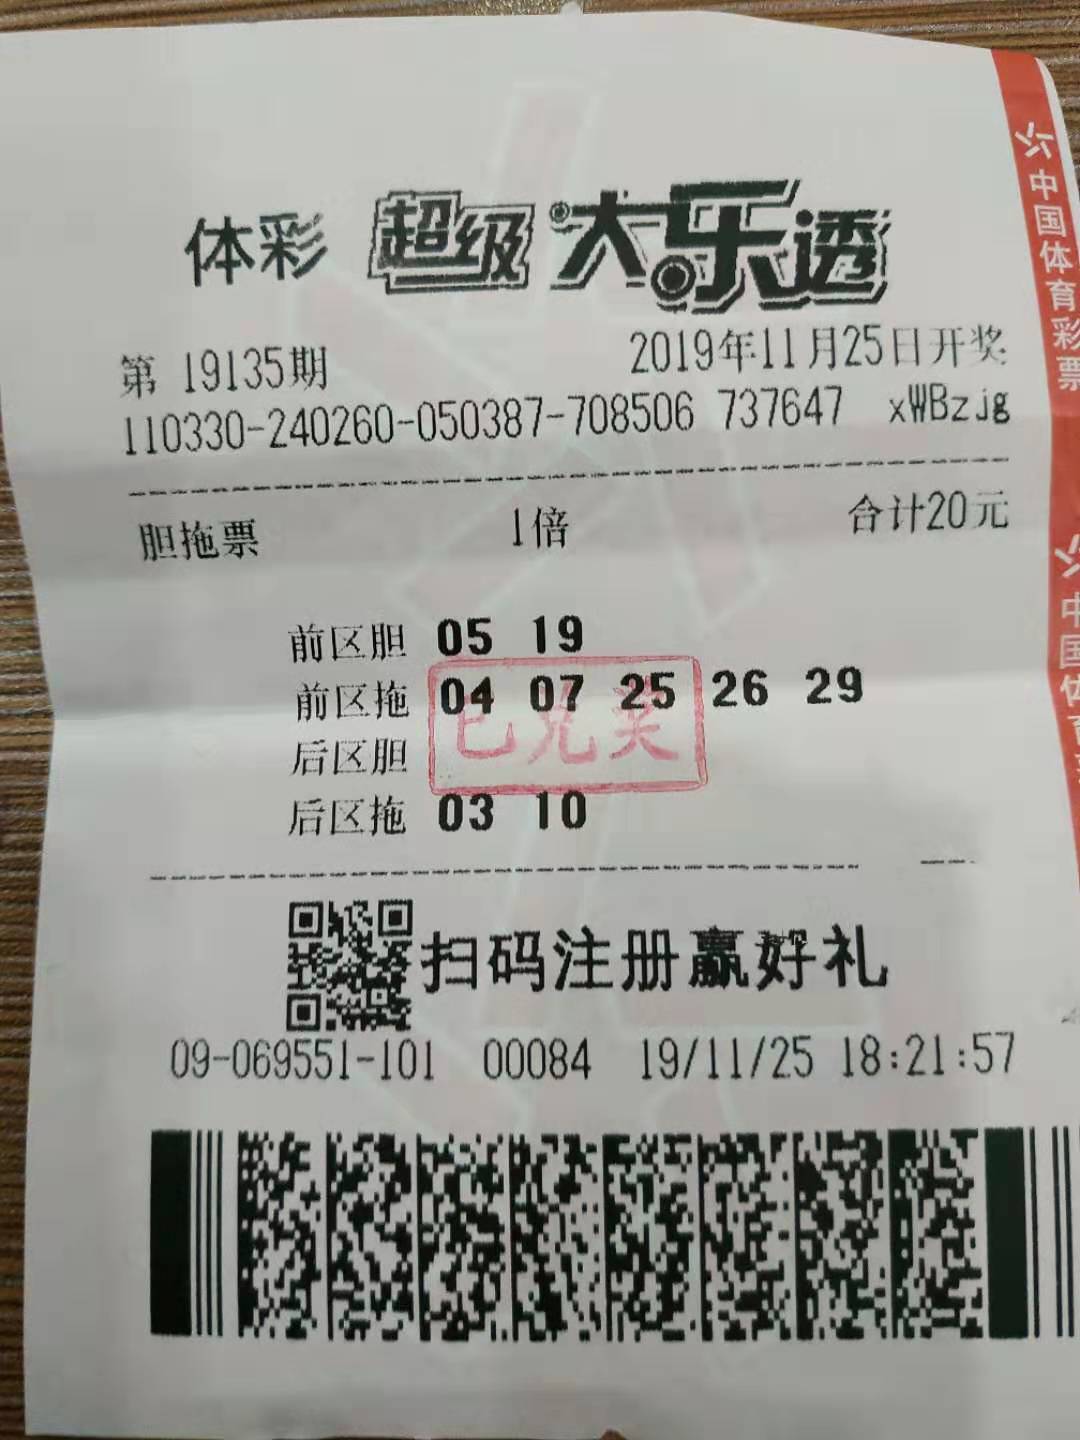 体彩 超级大乐透
第 19135期 2019年11月25日开奖
110330-240260-050387-708506 737647 xWBzjg
胆拖票 1倍 合计20元
前区胆 05 19
前区拖 04 07 25 26 29
已兑奖
后区胆
后区拖 03 10
扫码注册赢好礼
09-069551-101 00084 19/11/25 18:21:57
中国体育彩票
中国体育